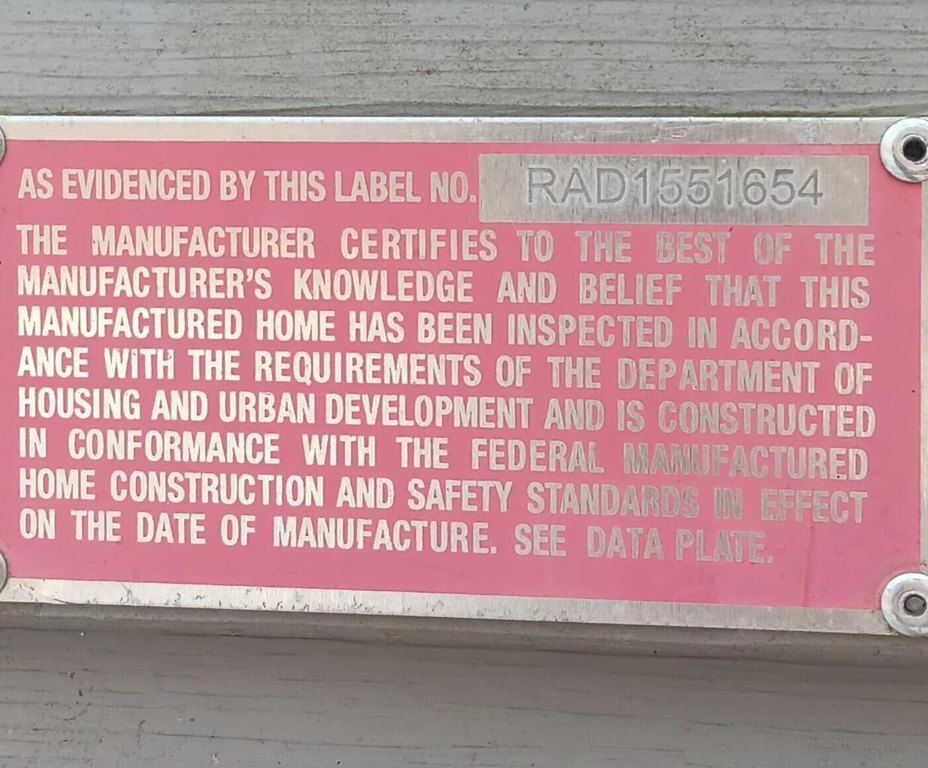 AS EVIDENCED BY THIS LABEL NO. RAD1551654
THE MANUFACTURER CERTIFIES TO THE BEST OF THE
MANUFACTURER'S KNOWLEDGE AND BELIEF THAT THIS
MANUFACTURED HOME HAS BEEN INSPECTED IN ACCORD-
ANCE WITH THE REQUIREMENTS OF THE DEPARTMENT OF
HOUSING AND URBAN DEVELOPMENT AND IS CONSTRUCTED
IN CONFORMANCE WITH THE FEDERAL MANUFACTURED
HOME CONSTRUCTION AND SAFETY STANDARDS IN EFFECT
ON THE DATE OF MANUFACTURE. SEE DATA PLATE.